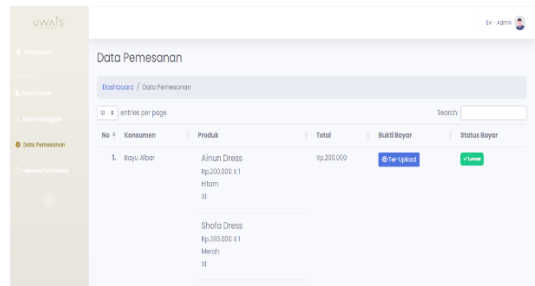 UWAIS
Eril - Admin
Dashboard
Data Produk
Data Pelanggan
Data Pemesanan
Laporan Penjualan
Data Pemesanan
Dashboard / Data Pemesanan
10 entries per page
Search:
No Konsumen Produk Total Bukti Bayar Status Bayar
1. Bayu Albar Ainun Dress Rp.200.000 Ter-Upload Lunas
Rp.200.000 X 1
Hitam
Xl
Shofa Dress
Rp.285.000 X 1
Merah
Xl